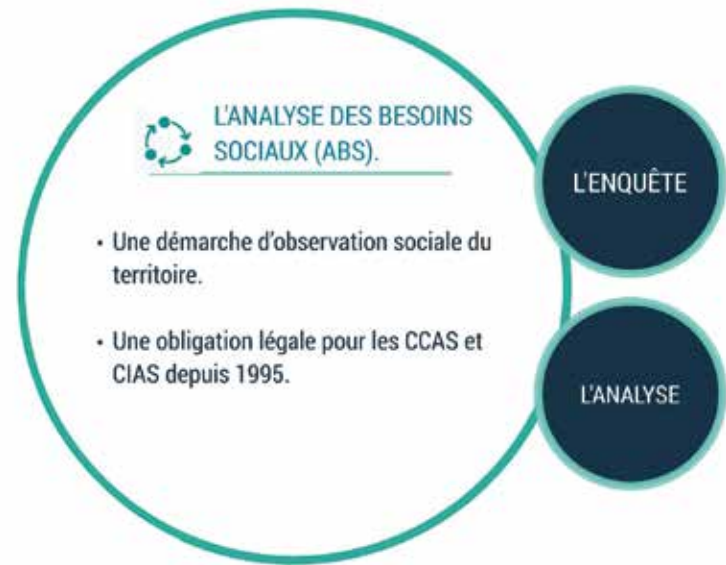 L'ANALYSE DES BESOINS
SOCIAUX (ABS).
• Une démarche d'observation sociale du
territoire.
• Une obligation légale pour les CCAS et
CIAS depuis 1995.
L'ENQUÊTE
L'ANALYSE